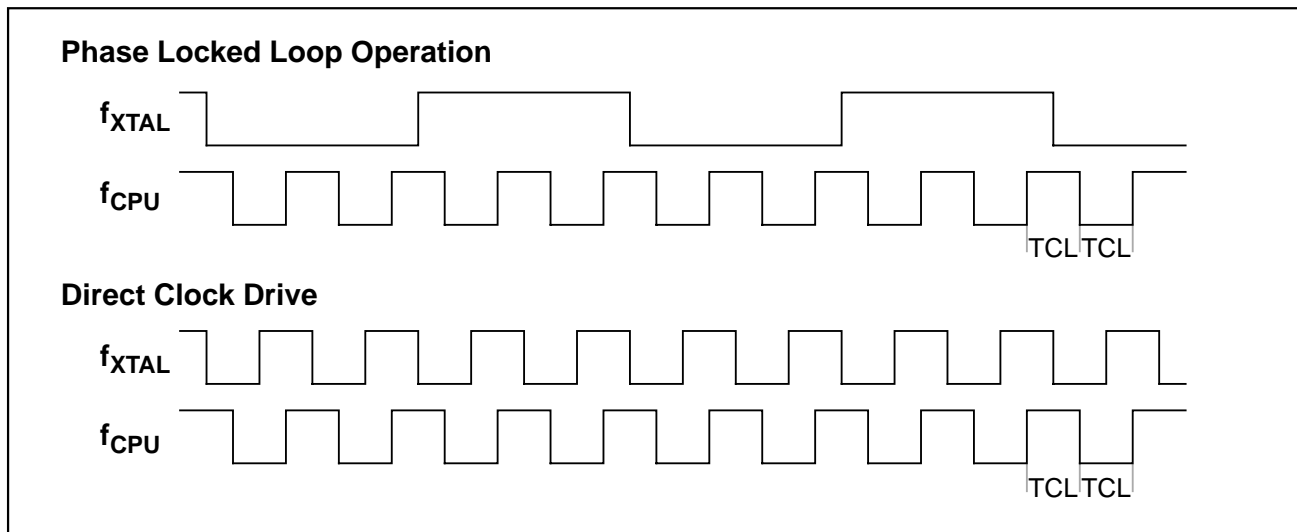 Phase Locked Loop Operation
fXTAL
fCPU
TCL TCL
Direct Clock Drive
fXTAL
fCPU
TCL TCL